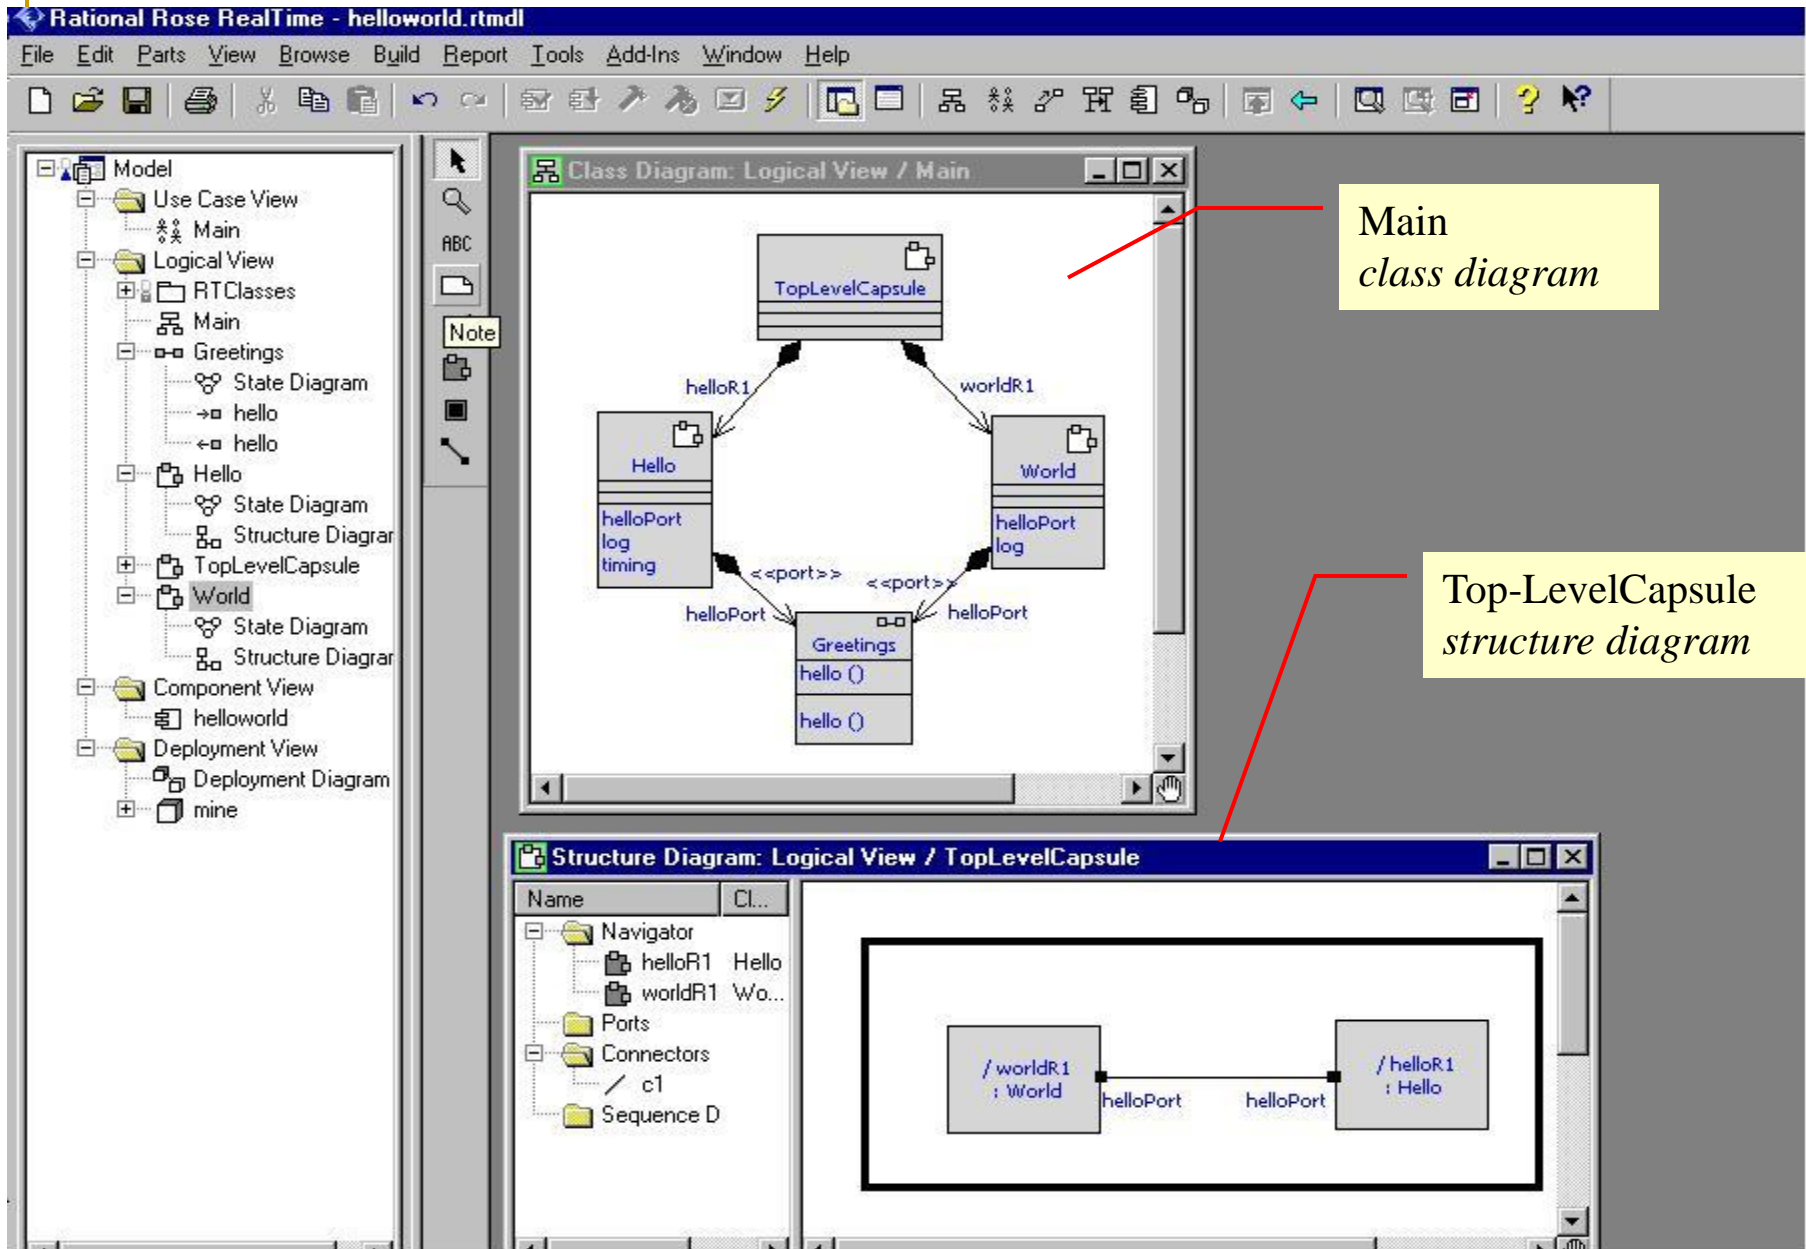 Rational Rose RealTime - helloworld.rtmdl
File Edit Parts View Browse Build Report Tools Add-Ins Window Help
Model
Use Case View
Main
Logical View
RTClasses
Main
Greetings
State Diagram
hello
hello
Hello
State Diagram
Structure Diagrar
TopLevelCapsule
World
State Diagram
Structure Diagrar
Component View
helloworld
Deployment View
Deployment Diagram
mine
ABC
Note
Class Diagram: Logical View / Main
TopLevelCapsule
helloR1
worldR1
Hello
helloPort
log
timing
World
helloPort
log
<<port>>
<<port>>
helloPort
helloPort
Greetings
hello ()
hello ()
Main
class diagram
Top-LevelCapsule
structure diagram
Structure Diagram: Logical View / TopLevelCapsule
Name Cl...
Navigator
helloR1 Hello
worldR1 Wo...
Ports
Connectors
c1
Sequence D
/ worldR1
: World
helloPort
helloPort
/ helloR1
: Hello